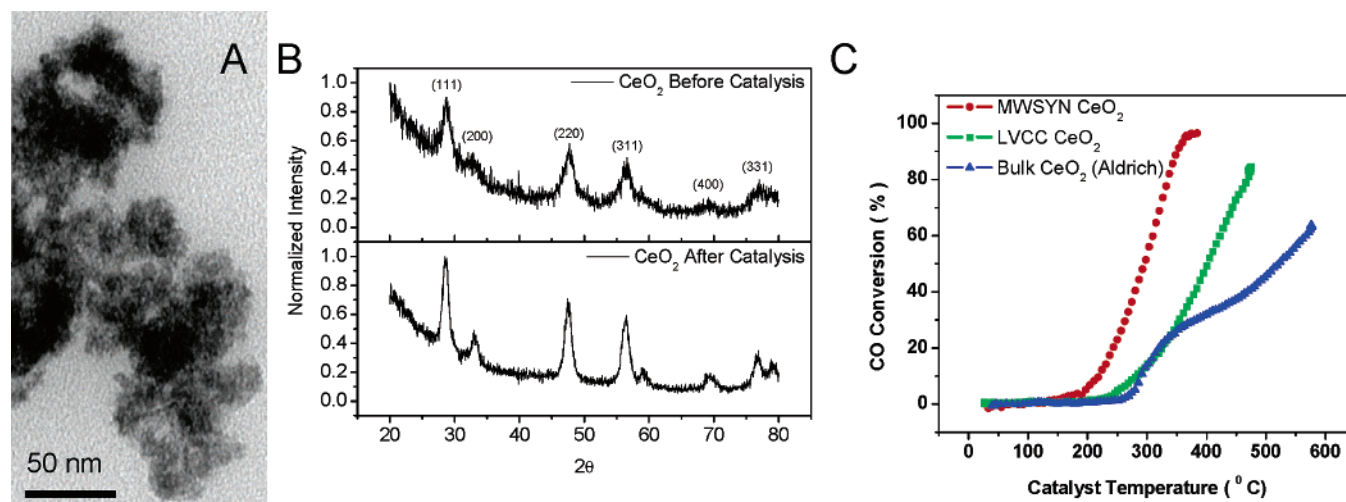 A
50 nm
B
CeO₂ Before Catalysis
(111)
(200)
(220)
(311)
(400)
(331)
1.0
0.8
0.6
0.4
0.2
0.0
CeO₂ After Catalysis
1.0
0.8
0.6
0.4
0.2
0.0
Normalized Intensity
20 30 40 50 60 70 80
2θ
C
MWSYN CeO₂
LVCC CeO₂
Bulk CeO₂ (Aldrich)
100
80
60
40
20
0
CO Conversion ( % )
0 100 200 300 400 500 600
Catalyst Temperature ( ⁰ C)